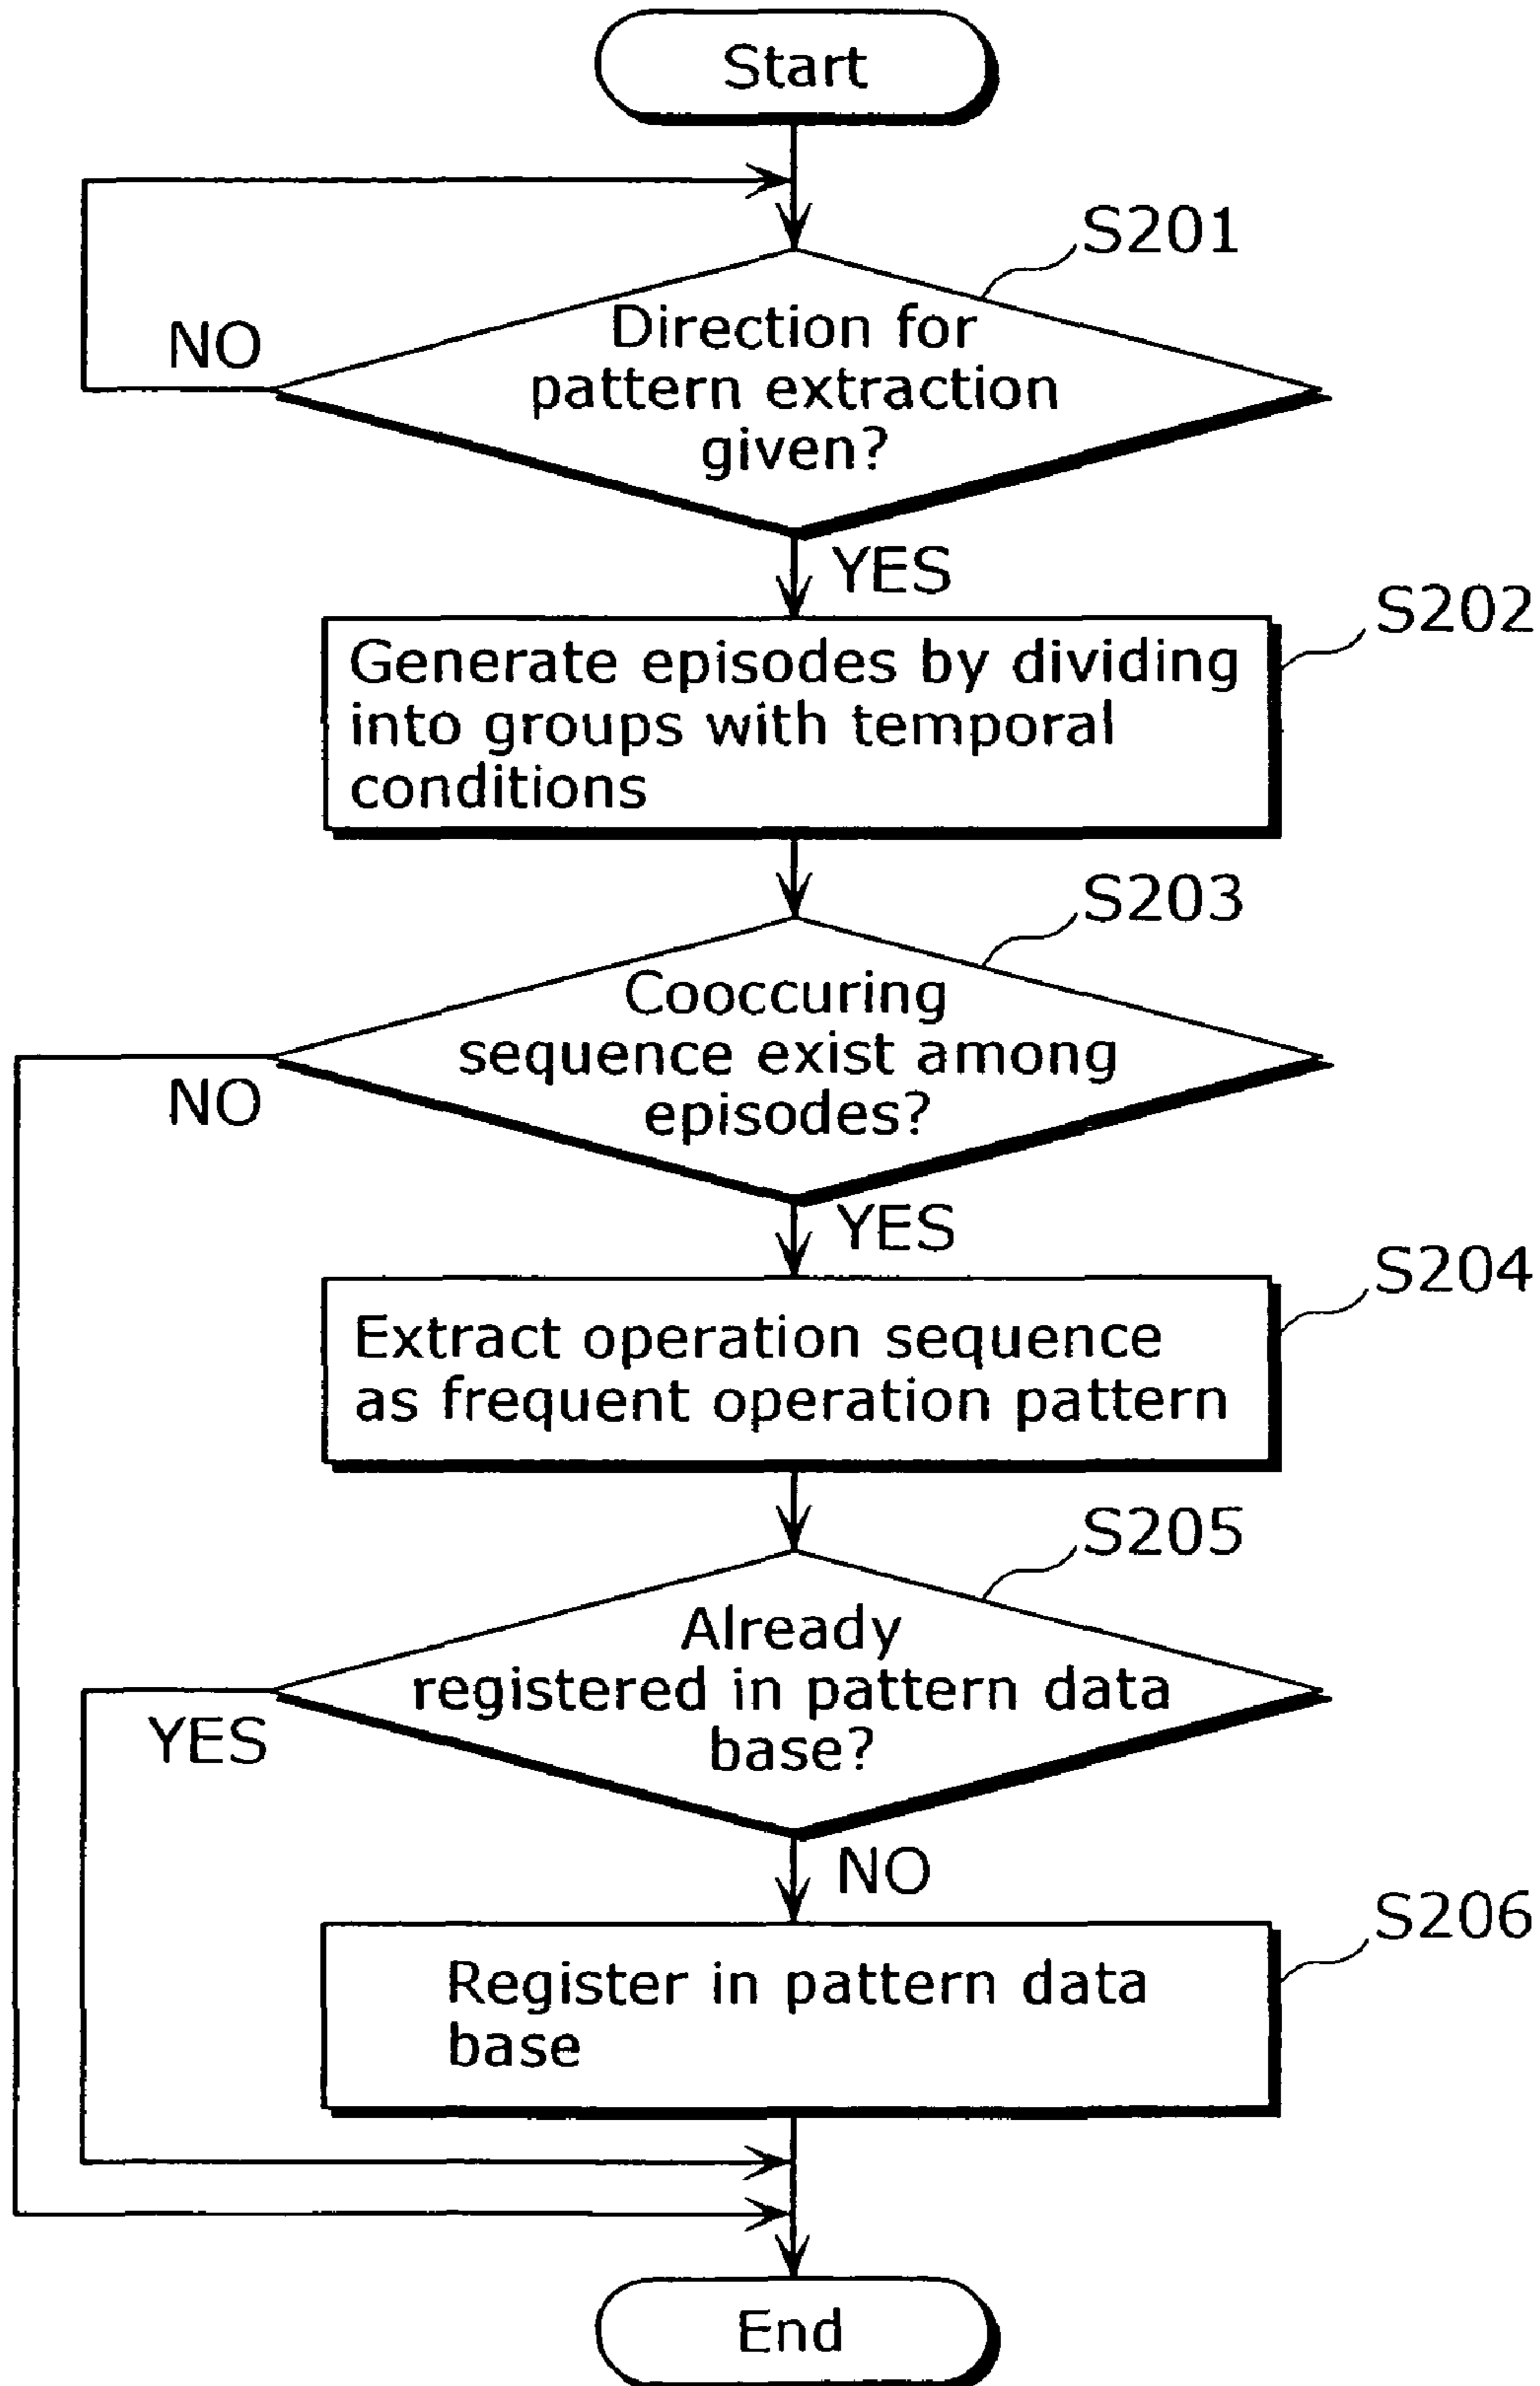 Start
S201
Direction for
pattern extraction
given?
NO
YES
S202
Generate episodes by dividing
into groups with temporal
conditions
S203
Cooccuring
sequence exist among
episodes?
NO
YES
S204
Extract operation sequence
as frequent operation pattern
S205
Already
registered in pattern data
base?
YES
NO
S206
Register in pattern data
base
End